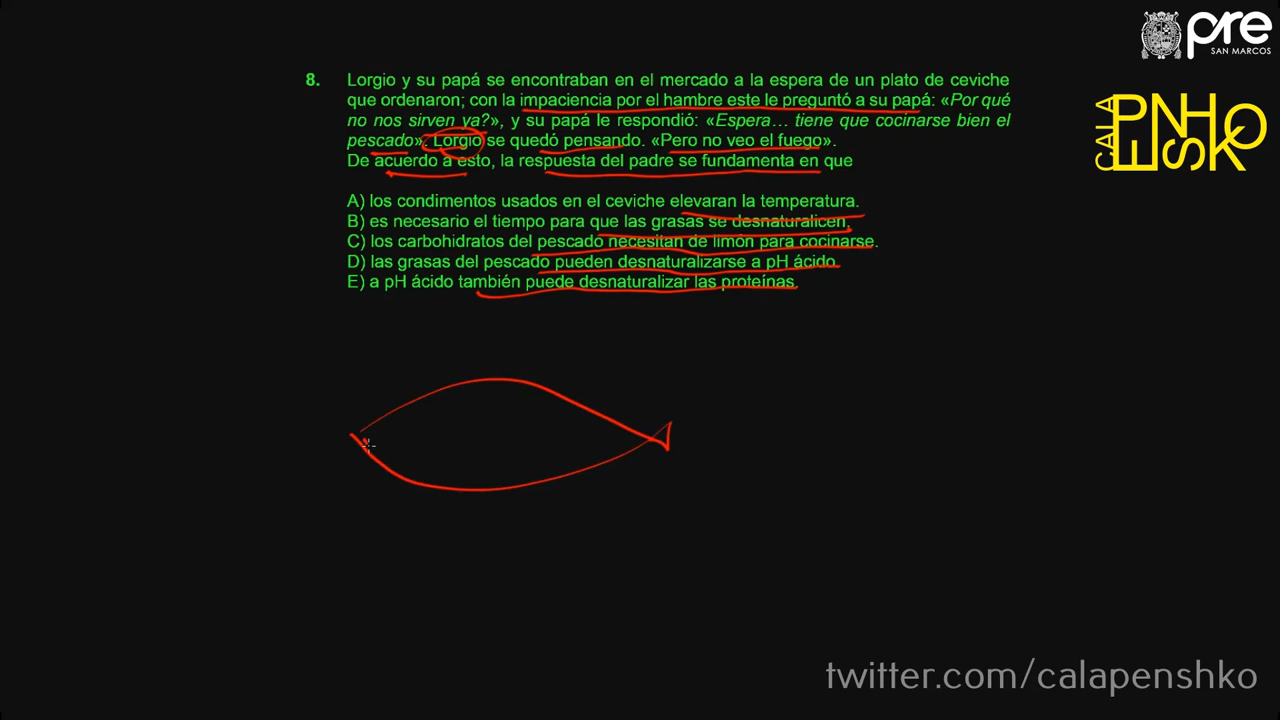 pre
SAN MARCOS
8. Lorgio y su papá se encontraban en el mercado a la espera de un plato de ceviche
que ordenaron; con la impaciencia por el hambre este le preguntó a su papá: «Por qué
no nos sirven ya?», y su papá le respondió: «Espera… tiene que cocinarse bien el
pescado». Lorgio se quedó pensando. «Pero no veo el fuego».
De acuerdo a esto, la respuesta del padre se fundamenta en que
A) los condimentos usados en el ceviche elevaran la temperatura.
B) es necesario el tiempo para que las grasas se desnaturalicen.
C) los carbohidratos del pescado necesitan de limón para cocinarse.
D) las grasas del pescado pueden desnaturalizarse a pH ácido.
E) a pH ácido también puede desnaturalizar las proteínas.
CALA
PENSHKO
twitter.com/calapenshko